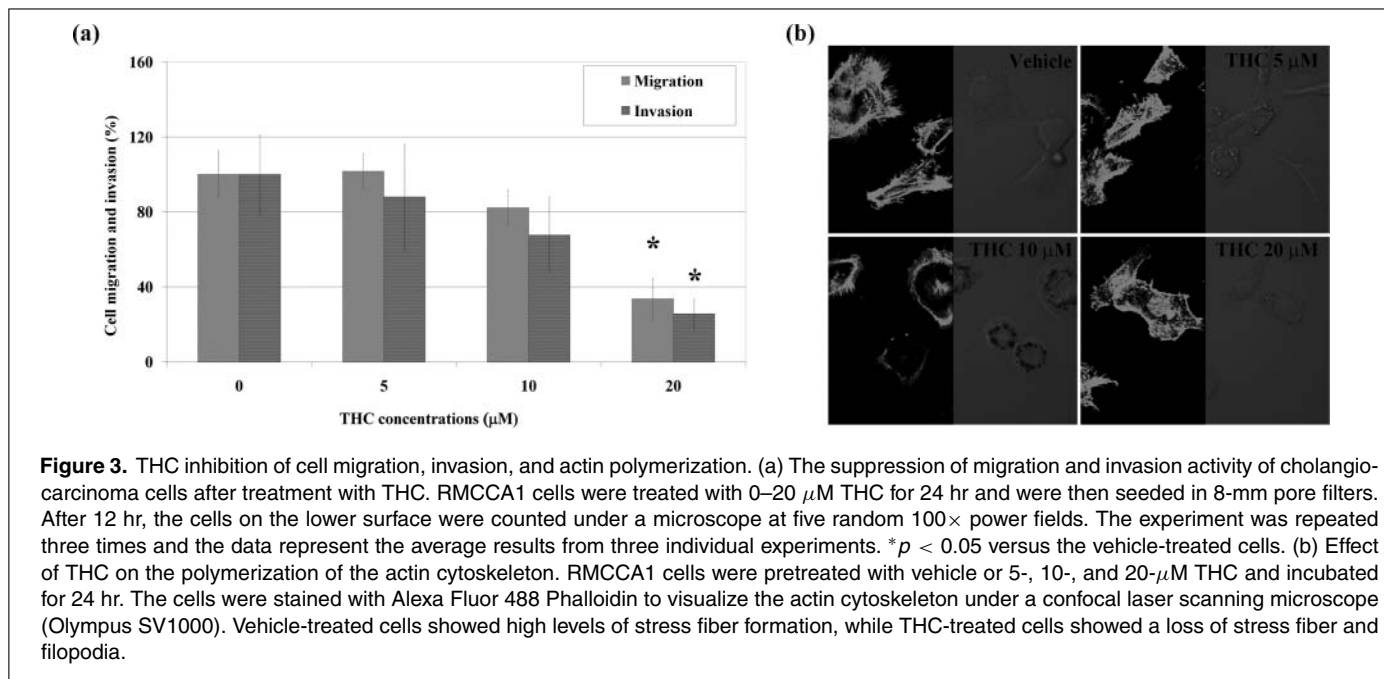 (a)
160
120
80
40
0
Cell migration and invasion (%)
Migration
Invasion
*
*
0 5 10 20
THC concentrations (μM)
(b)
Vehicle
THC 5 μM
THC 10 μM
THC 20 μM
Figure 3. THC inhibition of cell migration, invasion, and actin polymerization. (a) The suppression of migration and invasion activity of cholangio-
carcinoma cells after treatment with THC. RMCCA1 cells were treated with 0–20 μM THC for 24 hr and were then seeded in 8-mm pore filters.
After 12 hr, the cells on the lower surface were counted under a microscope at five random 100× power fields. The experiment was repeated
three times and the data represent the average results from three individual experiments. *p < 0.05 versus the vehicle-treated cells. (b) Effect
of THC on the polymerization of the actin cytoskeleton. RMCCA1 cells were pretreated with vehicle or 5-, 10-, and 20-μM THC and incubated
for 24 hr. The cells were stained with Alexa Fluor 488 Phalloidin to visualize the actin cytoskeleton under a confocal laser scanning microscope
(Olympus SV1000). Vehicle-treated cells showed high levels of stress fiber formation, while THC-treated cells showed a loss of stress fiber and
filopodia.